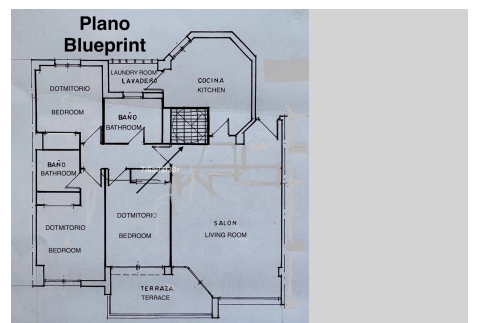 Plano
Blueprint
LAUNDRY ROOM
LAVADERO
COCINA
KITCHEN
DOTMITORIO
BEDROOM
BAÑO
BATHROOM
BAÑO
BATHROOM
DOTMITORIO
BEDROOM
DOTMITORIO
BEDROOM
SALON
LIVING ROOM
TERRAZA
TERRACE